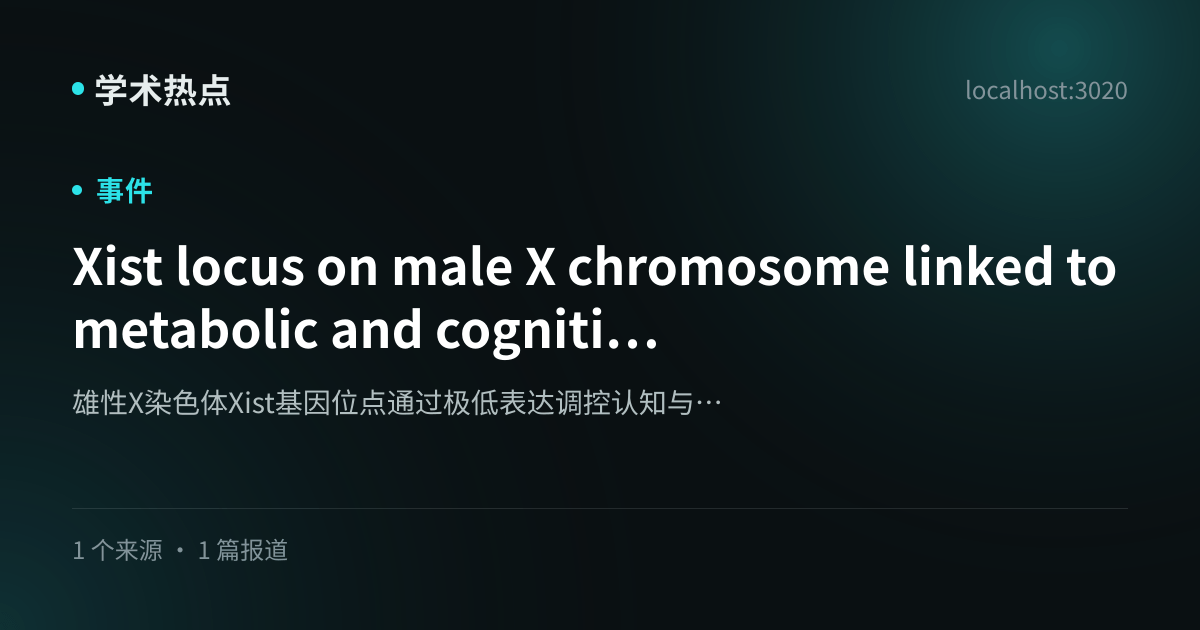 学术热点
localhost:3020
事件
Xist locus on male X chromosome linked to
metabolic and cogniti…
雄性X染色体Xist基因位点通过极低表达调控认知与…
1 个来源 · 1 篇报道